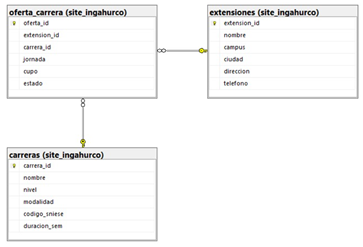 oferta_carrera (site_ingahurco)
oferta_id
extension_id
carrera_id
jornada
cupo
estado
extensiones (site_ingahurco)
extension_id
nombre
campus
ciudad
direccion
telefono
carreras (site_ingahurco)
carrera_id
nombre
nivel
modalidad
codigo_sniese
duracion_sem